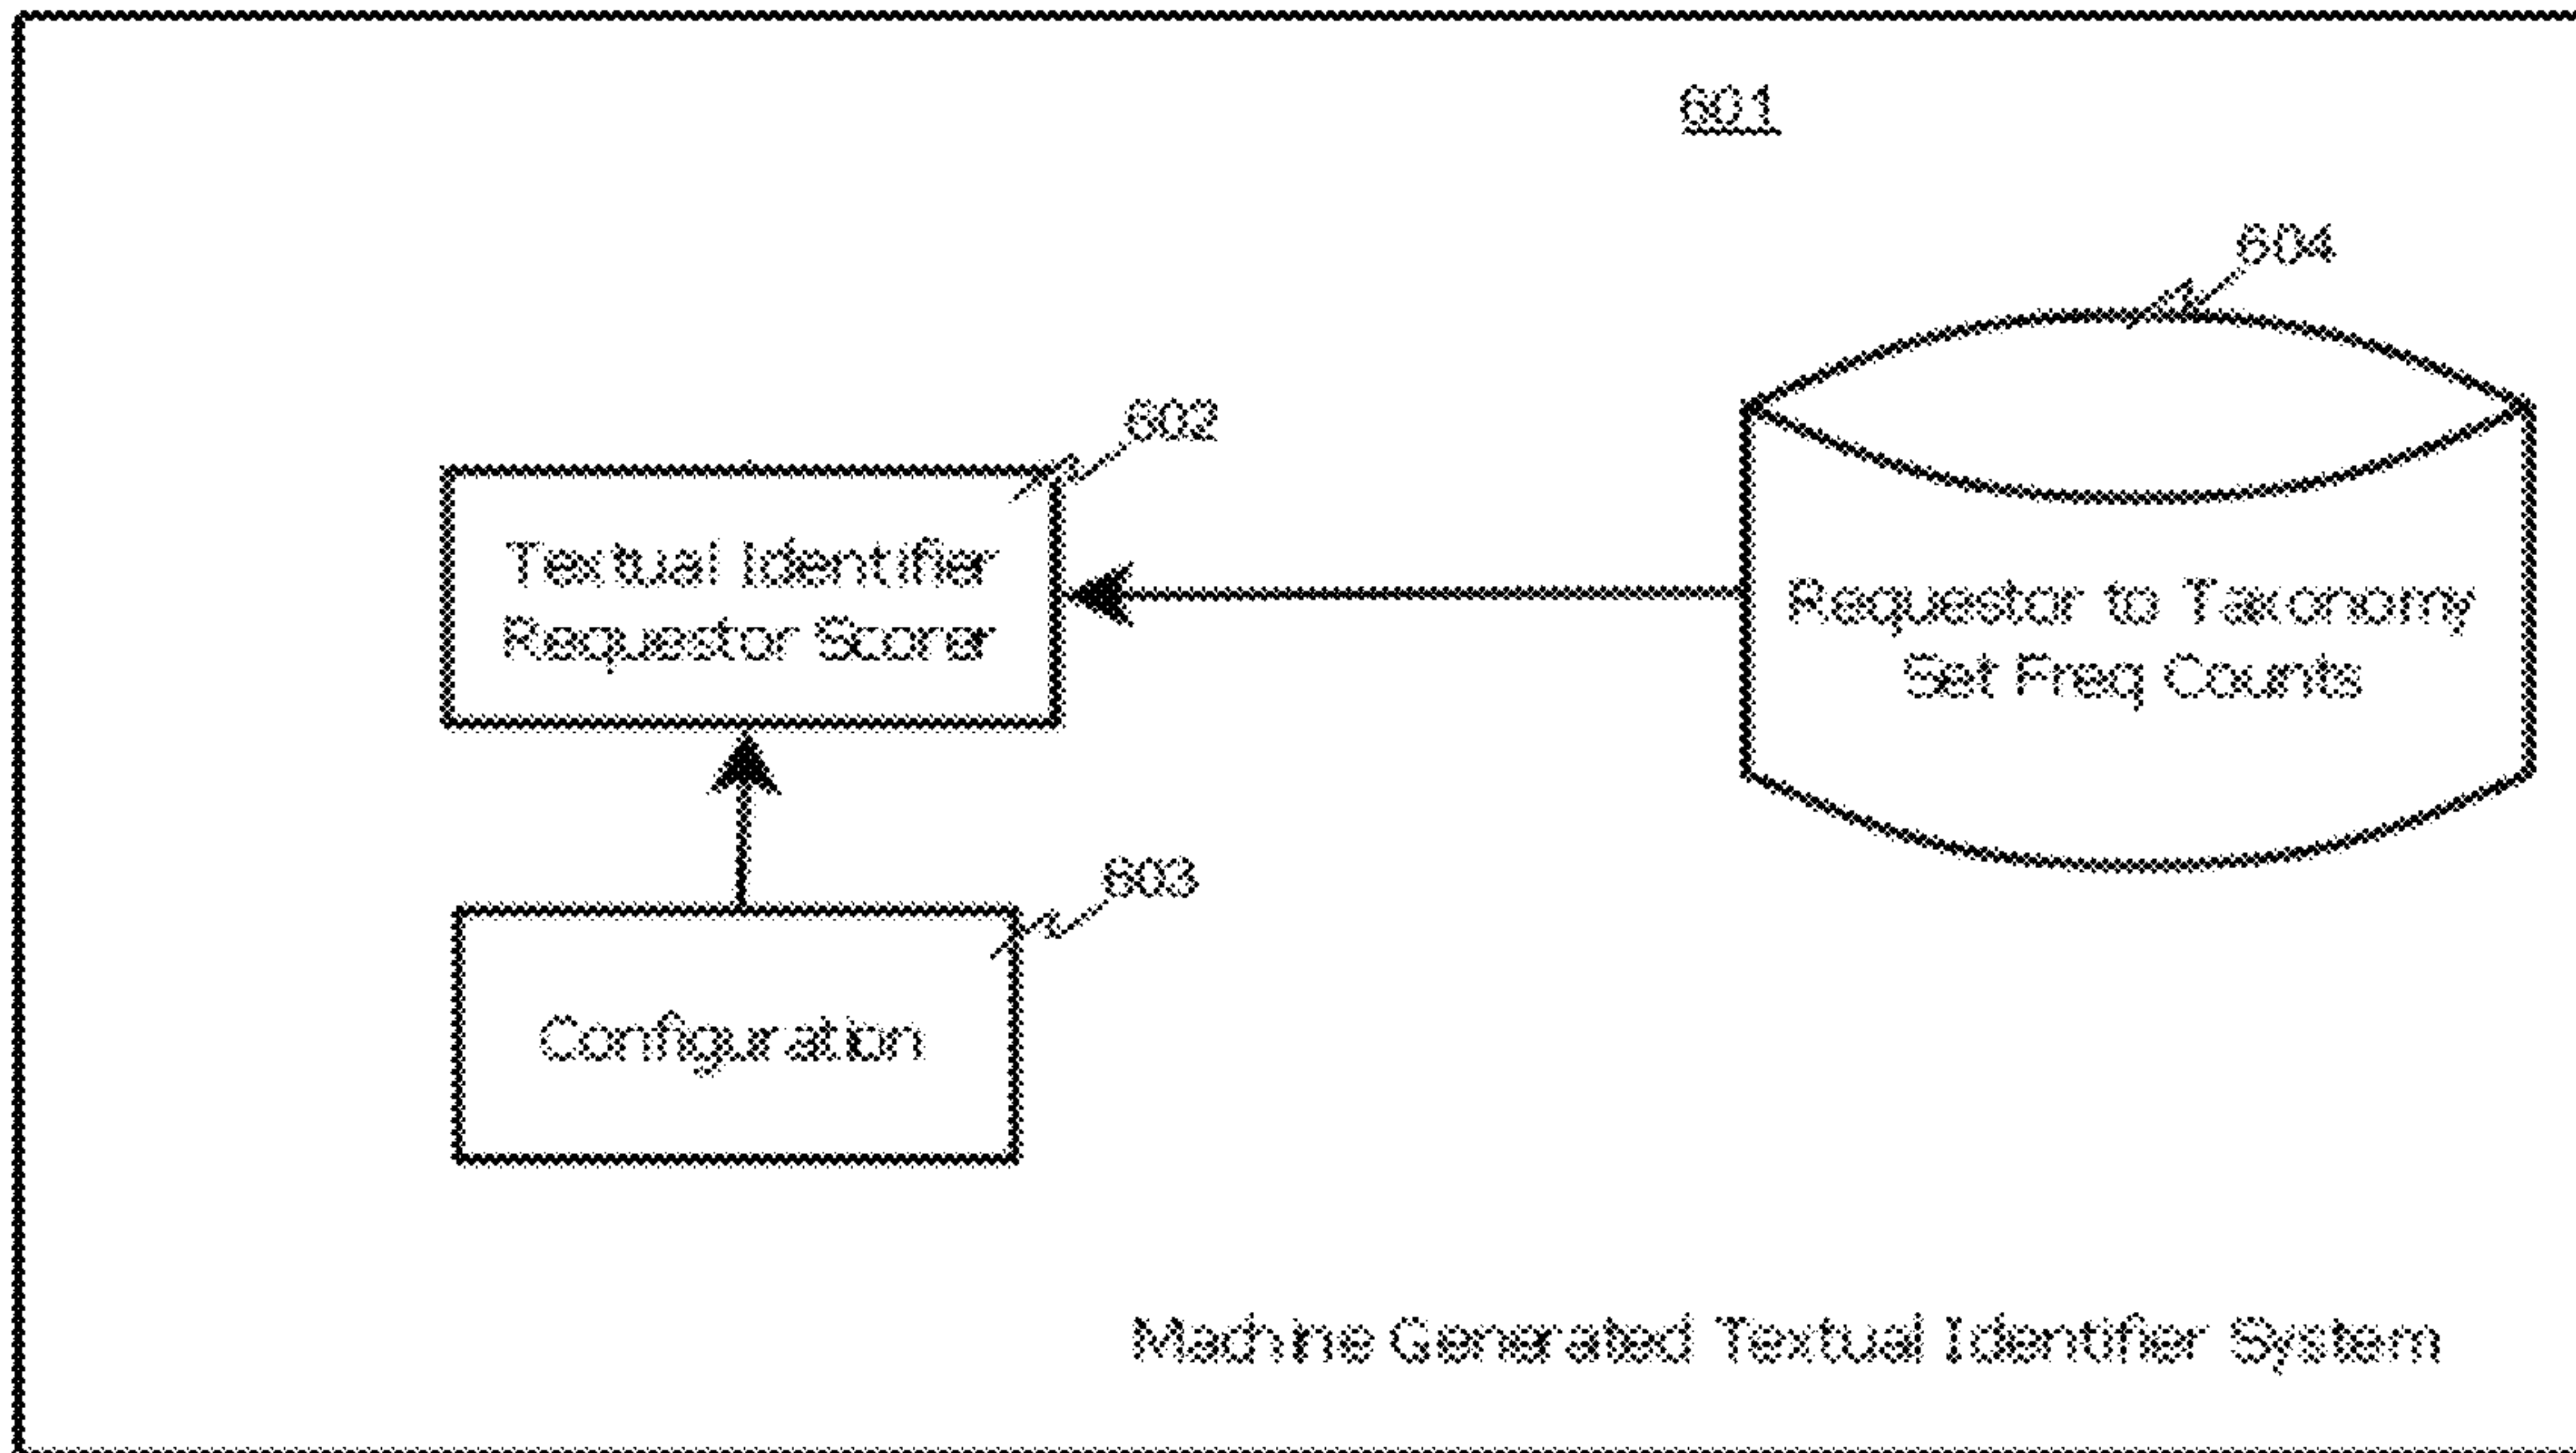 601
604
602
Textual Identifier
Requestor Scorer
Requestor to Taxonomy
Set Freq Counts
603
Configuration
Machine Generated Textual Identifier System